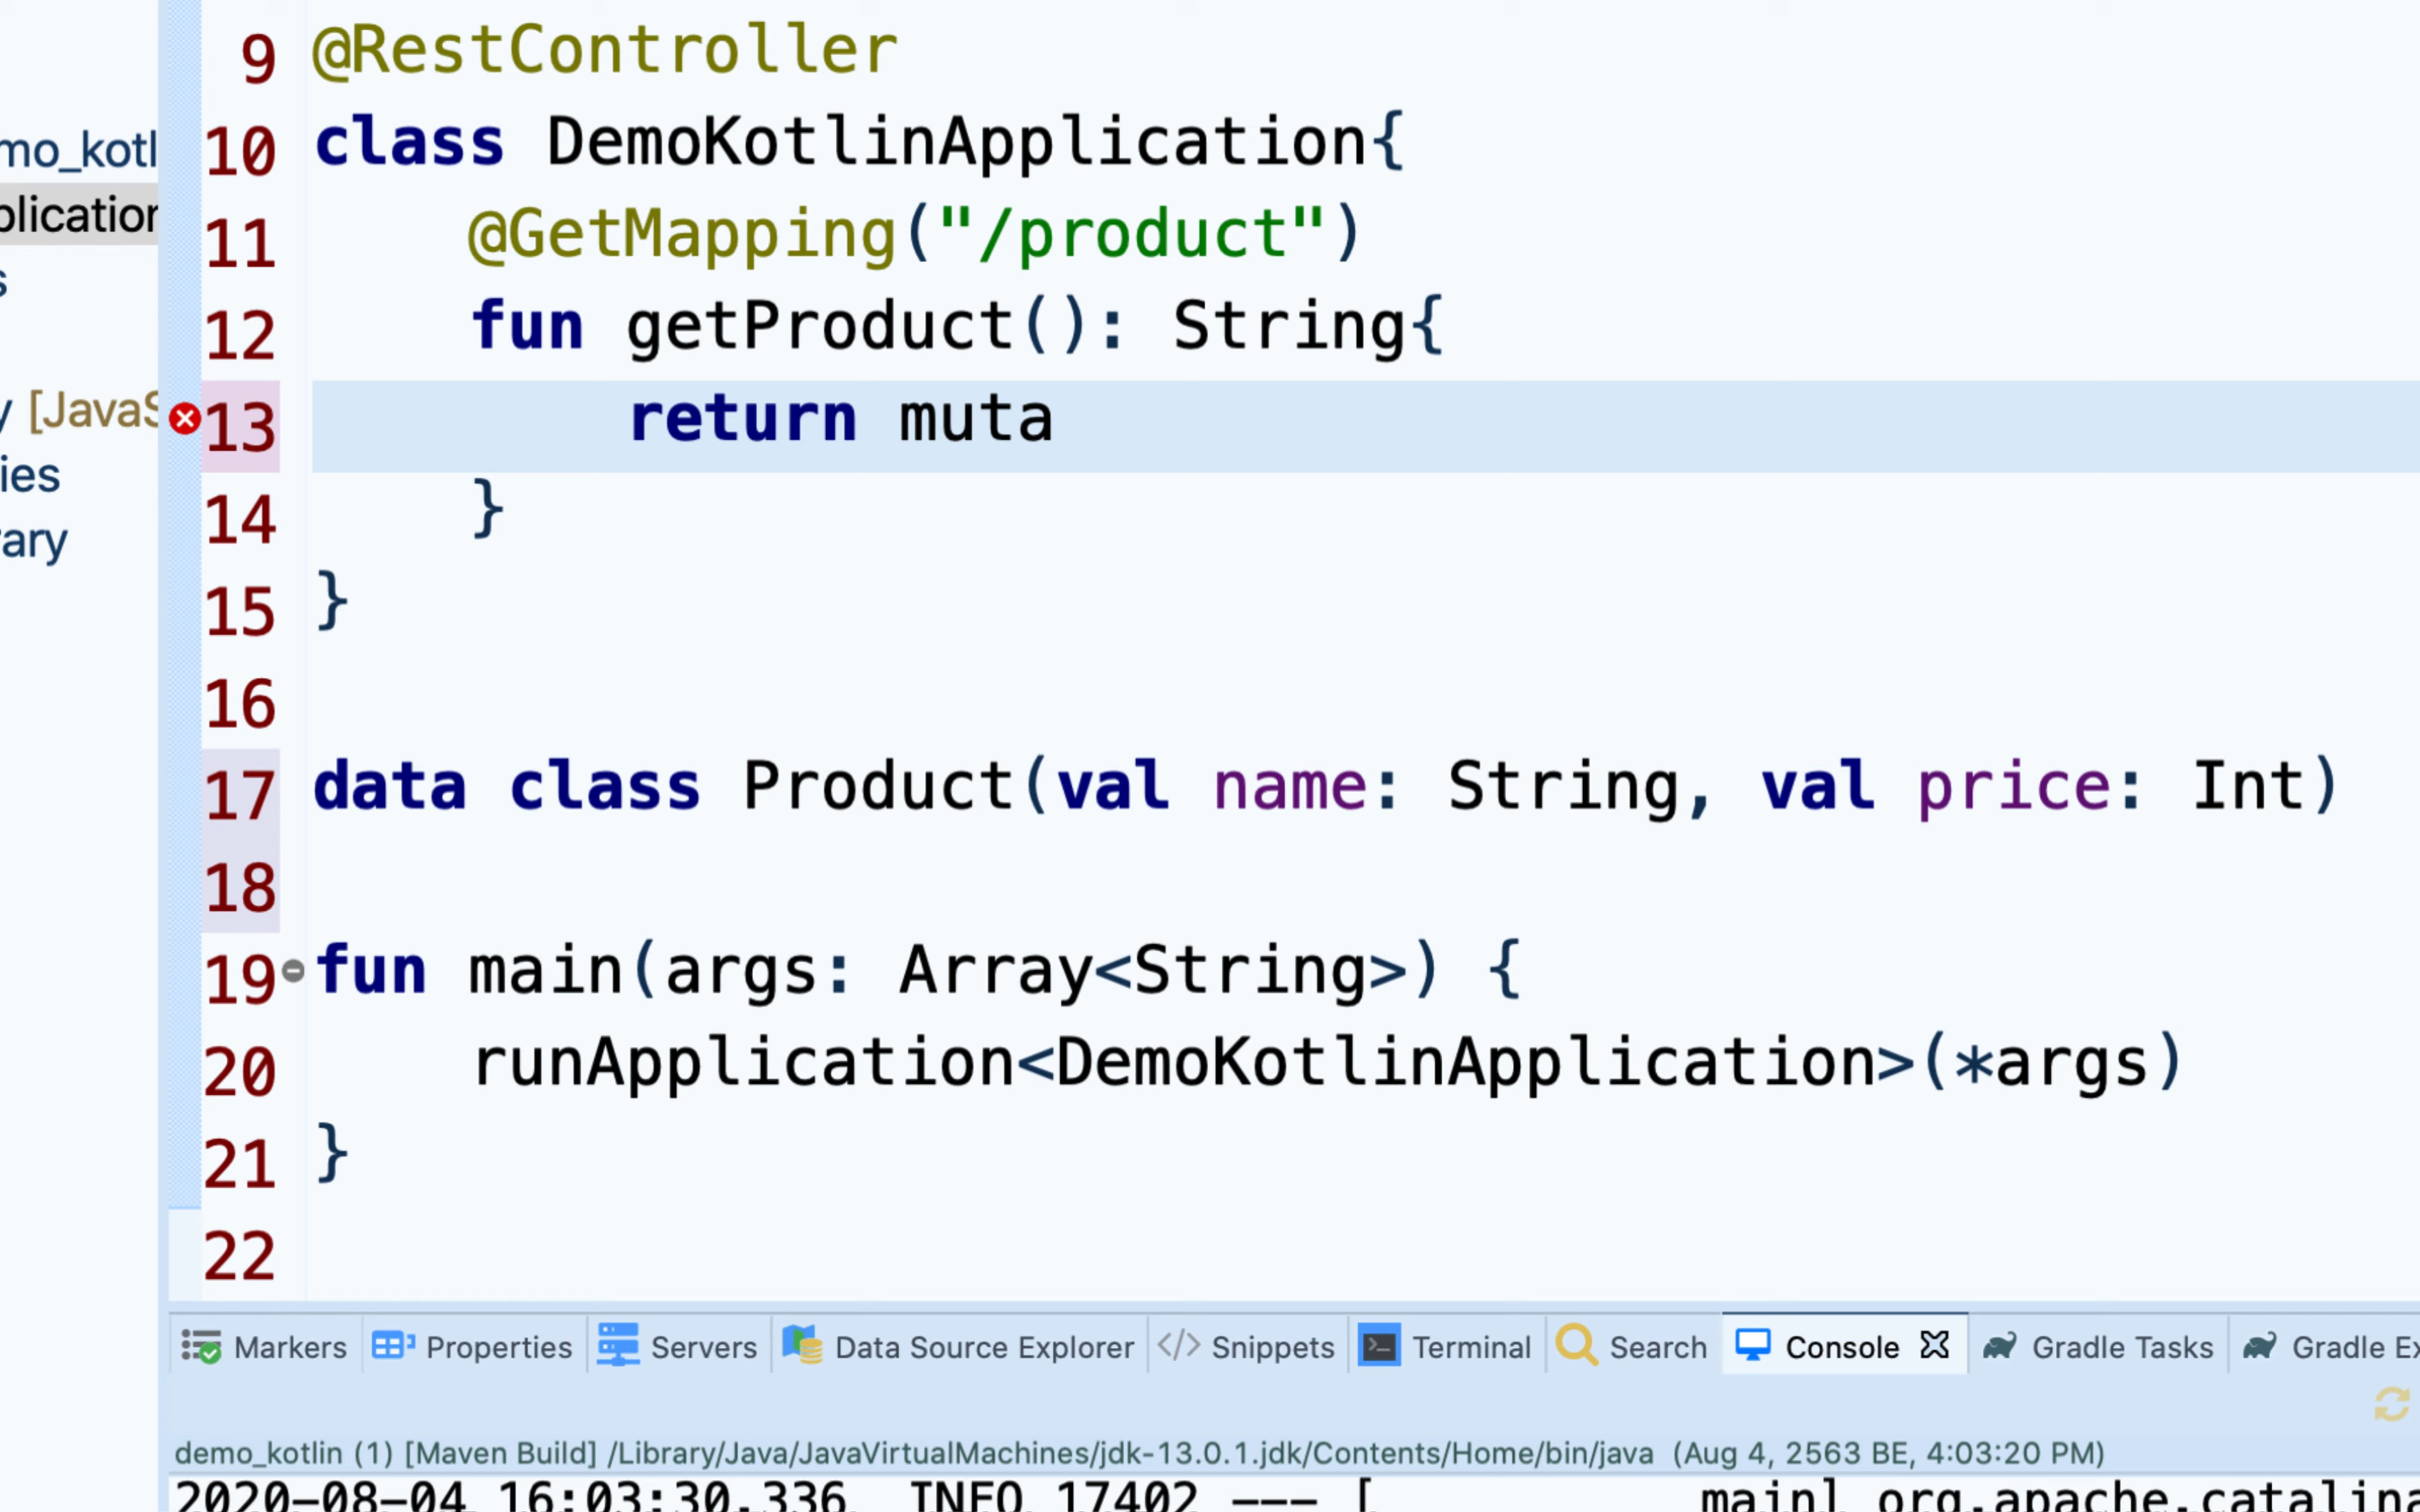 9 @RestController
10 class DemoKotlinApplication{
11 @GetMapping("/product")
12 fun getProduct(): String{
13 return muta
14 }
15 }
16
17 data class Product(val name: String, val price: Int)
18
19 fun main(args: Array<String>) {
20 runApplication<DemoKotlinApplication>(*args)
21 }
22
mo_kotl
plication
s
y [JavaS
ies
rary
Markers Properties Servers Data Source Explorer Snippets Terminal Search Console Gradle Tasks Gradle Ex
demo_kotlin (1) [Maven Build] /Library/Java/JavaVirtualMachines/jdk-13.0.1.jdk/Contents/Home/bin/java (Aug 4, 2563 BE, 4:03:20 PM)
2020-08-04 16:03:30.336 INFO 17402 --- [ main] org.apache.catalina